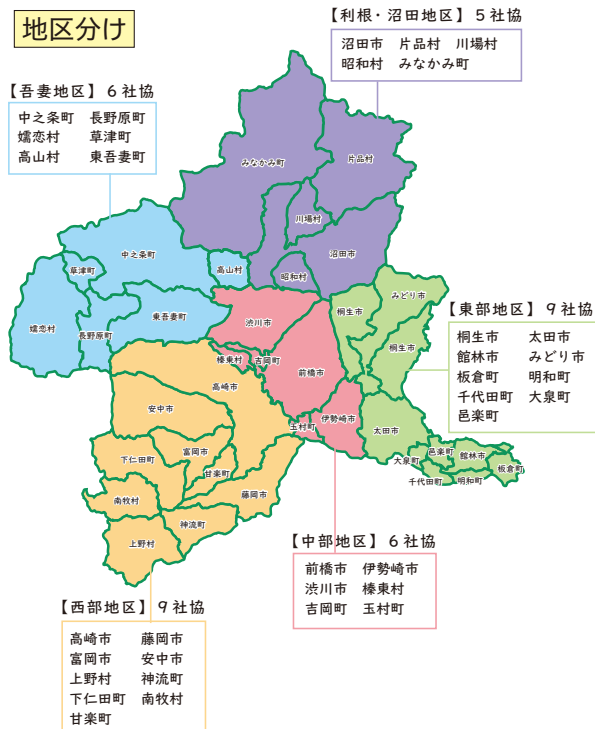 地区分け
【利根・沼田地区】５社協
沼田市 片品村 川場村
昭和村 みなかみ町
【吾妻地区】６社協
中之条町 長野原町
嬬恋村 草津町
高山村 東吾妻町
みなかみ町
片品村
川場村
沼田市
昭和村
中之条町
草津町
高山村
東吾妻町
嬬恋村
長野原町
渋川市
榛東村
吉岡町
前橋市
伊勢崎市
玉村町
桐生市
みどり市
桐生市
太田市
大泉町
邑楽町
館林市
板倉町
千代田町
明和町
高崎市
安中市
富岡市
下仁田町
甘楽町
藤岡市
南牧村
神流町
上野村
【東部地区】９社協
桐生市 太田市
館林市 みどり市
板倉町 明和町
千代田町 大泉町
邑楽町
【中部地区】６社協
前橋市 伊勢崎市
渋川市 榛東村
吉岡町 玉村町
【西部地区】９社協
高崎市 藤岡市
富岡市 安中市
上野村 神流町
下仁田町 南牧村
甘楽町